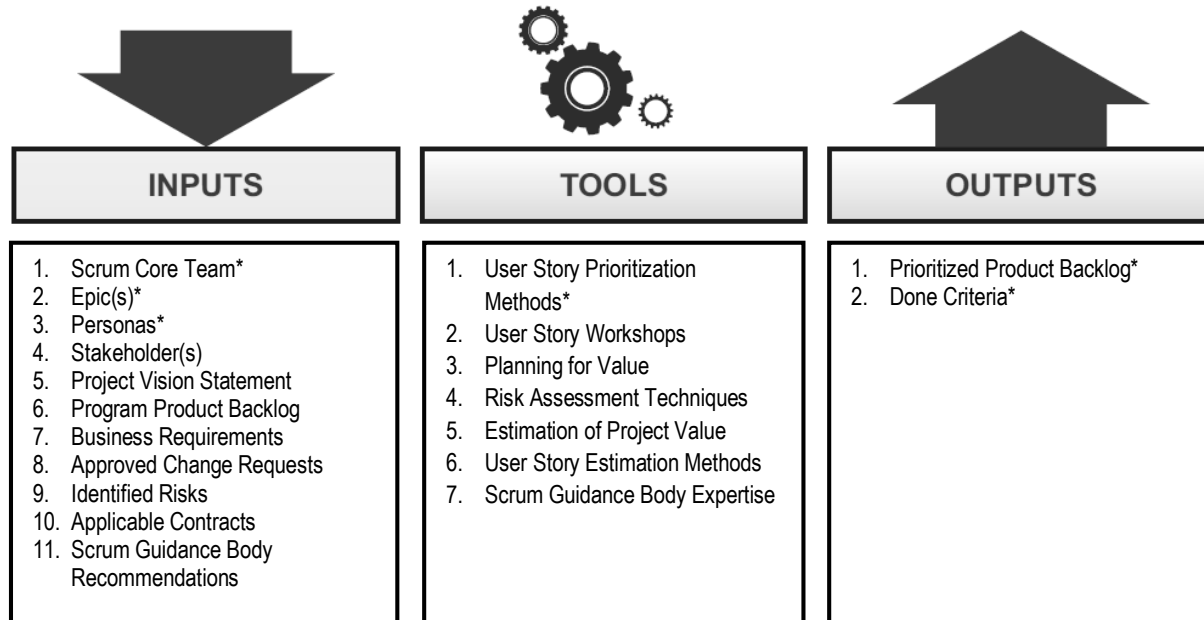 INPUTS
1. Scrum Core Team*
2. Epic(s)*
3. Personas*
4. Stakeholder(s)
5. Project Vision Statement
6. Program Product Backlog
7. Business Requirements
8. Approved Change Requests
9. Identified Risks
10. Applicable Contracts
11. Scrum Guidance Body
Recommendations
TOOLS
1. User Story Prioritization
Methods*
2. User Story Workshops
3. Planning for Value
4. Risk Assessment Techniques
5. Estimation of Project Value
6. User Story Estimation Methods
7. Scrum Guidance Body Expertise
OUTPUTS
1. Prioritized Product Backlog*
2. Done Criteria*